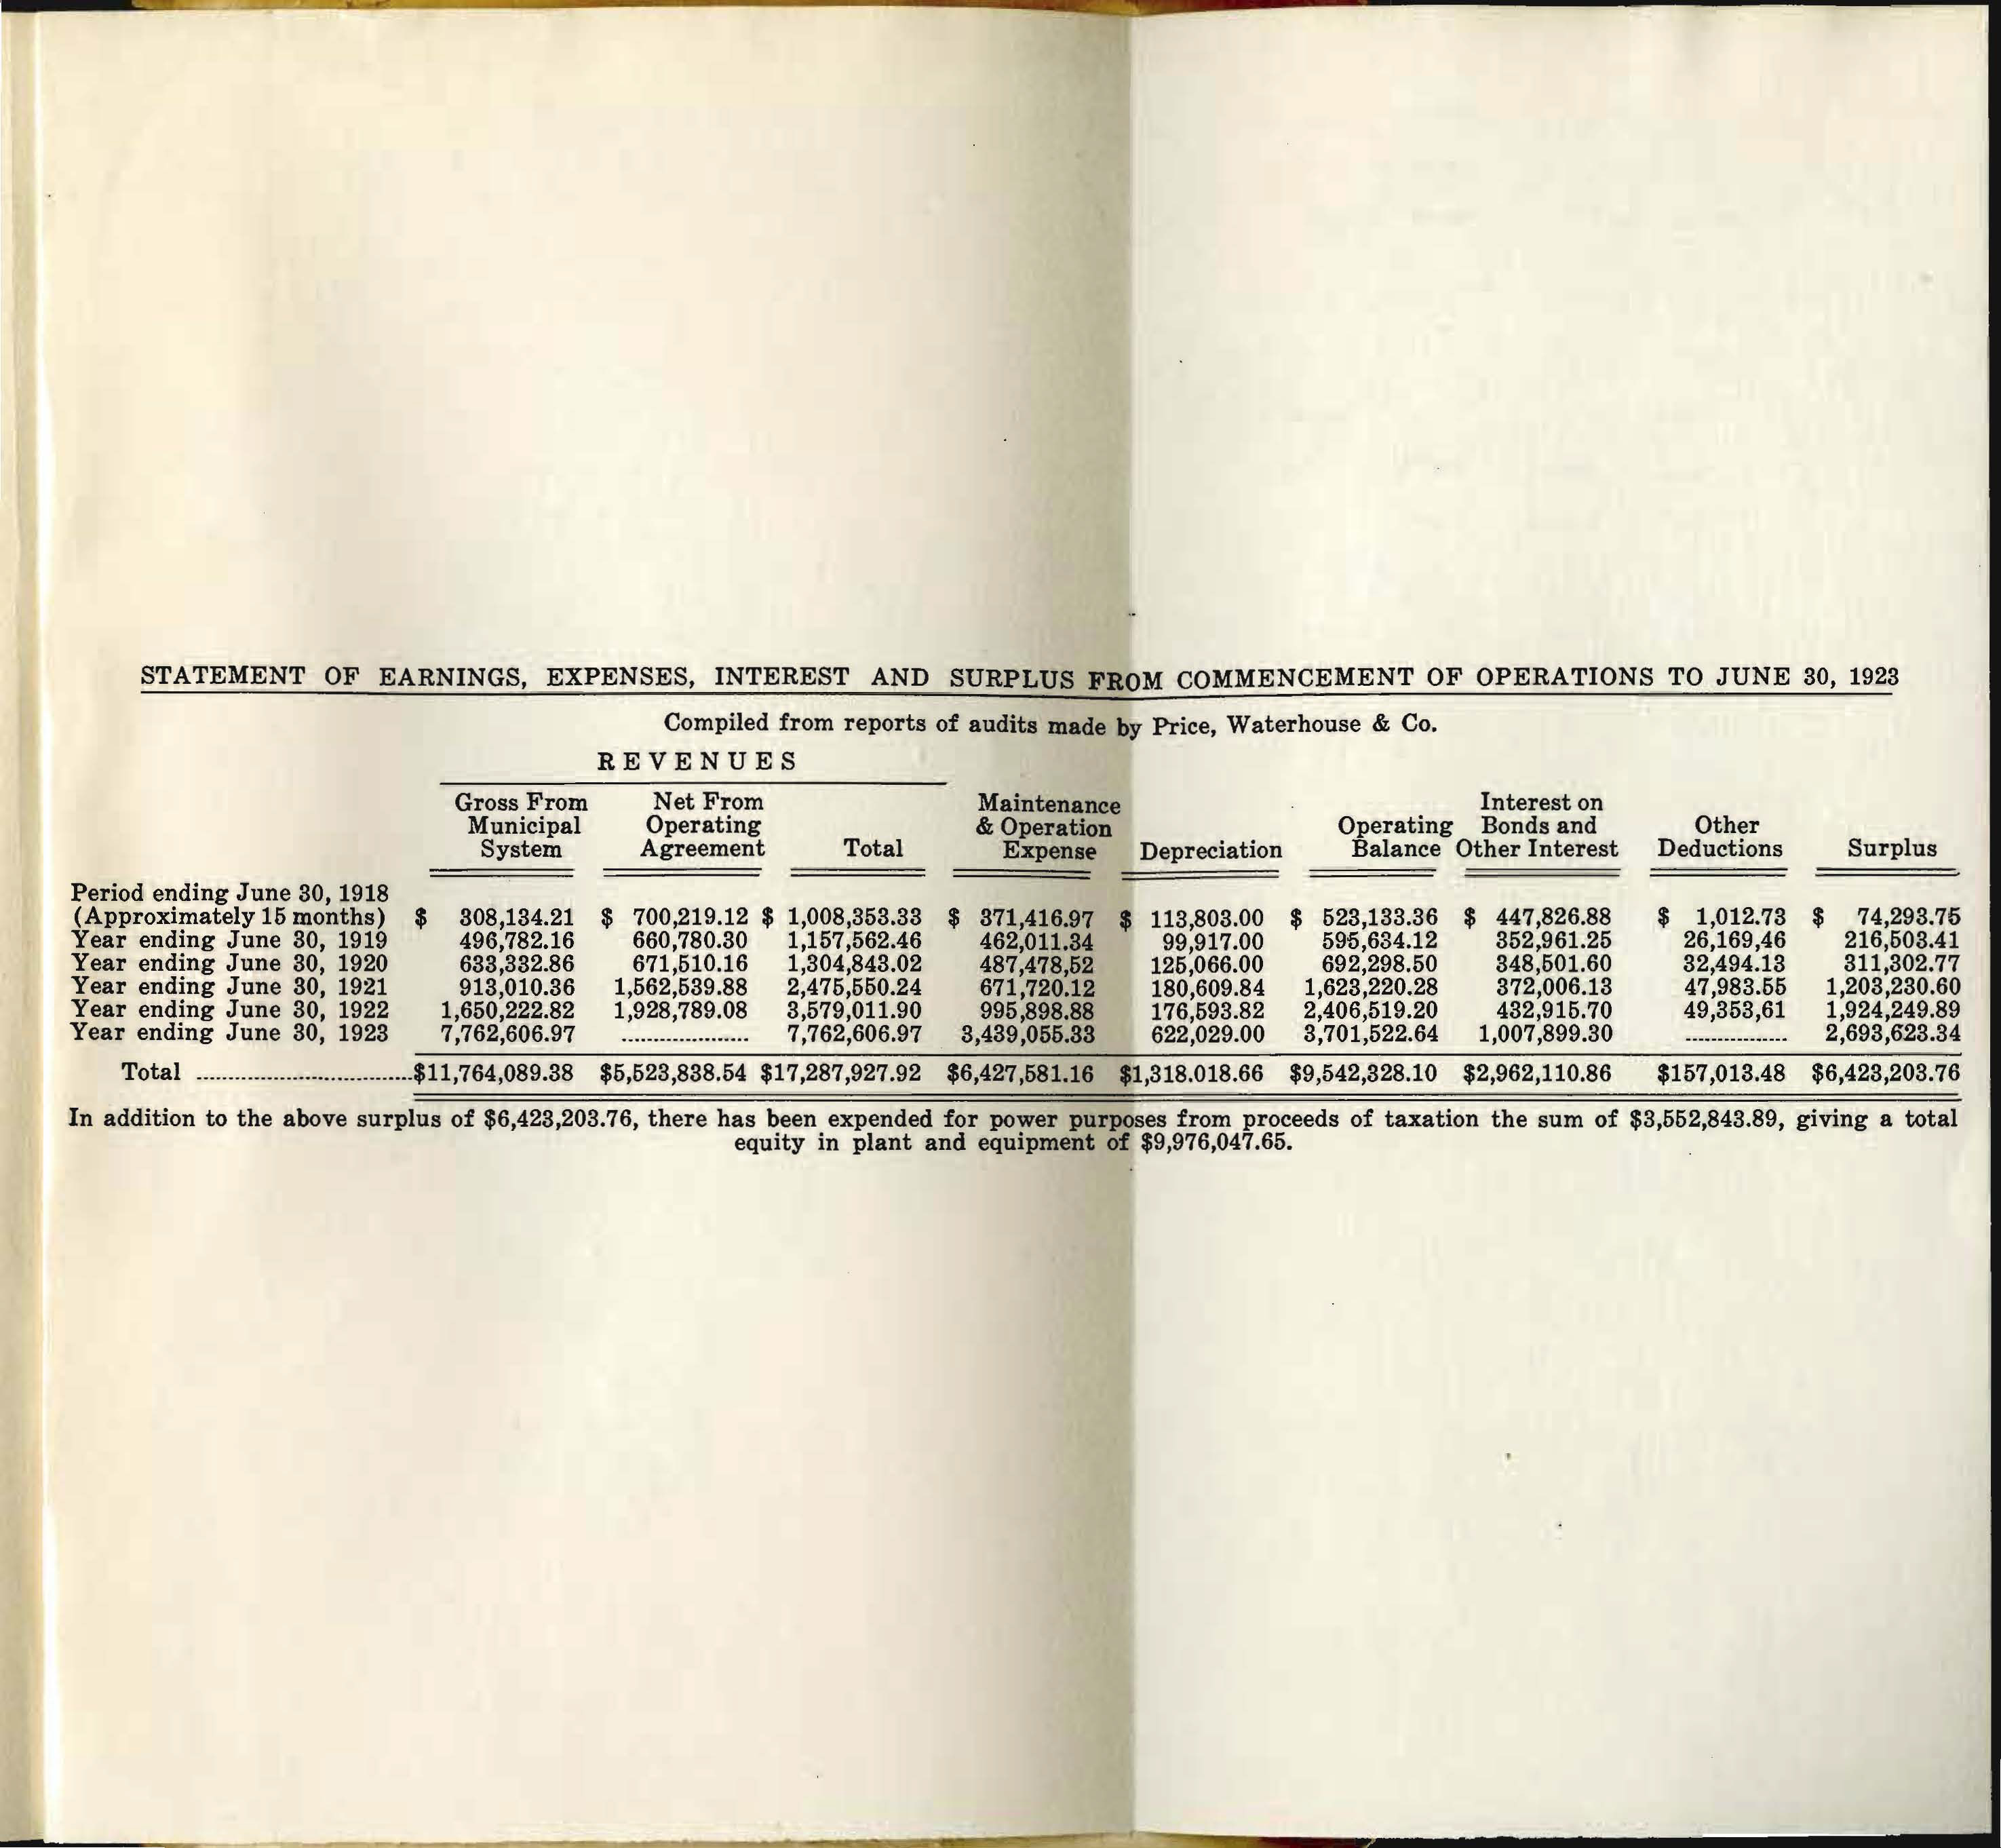 STATEMENT OF EARNINGS, EXPENSES, INTEREST AND SURPLUS FROM COMMENCEMENT OF OPERATIONS TO JUNE 30, 1923
Compiled from reports of audits made by Price, Waterhouse & Co.
REVENUES
Gross From Net From Maintenance Interest on
Municipal Operating & Operation Operating Bonds and Other
System Agreement Total Expense Depreciation Balance Other Interest Deductions Surplus
Period ending June 30, 1918
(Approximately 15 months) $ 308,134.21 $ 700,219.12 $ 1,008,353.33 $ 371,416.97 $ 113,803.00 $ 523,133.36 $ 447,826.88 $ 1,012.73 $ 74,293.75
Year ending June 30, 1919 496,782.16 660,780.30 1,157,562.46 462,011.34 99,917.00 595,634.12 352,961.25 26,169,46 216,503.41
Year ending June 30, 1920 633,332.86 671,510.16 1,304,843.02 487,478,52 125,066.00 692,298.50 348,501.60 32,494.13 311,302.77
Year ending June 30, 1921 913,010.36 1,562,539.88 2,475,550.24 671,720.12 180,609.84 1,623,220.28 372,006.13 47,983.55 1,203,230.60
Year ending June 30, 1922 1,650,222.82 1,928,789.08 3,579,011.90 995,898.88 176,593.82 2,406,519.20 432,915.70 49,353,61 1,924,249.89
Year ending June 30, 1923 7,762,606.97 .................... 7,762,606.97 3,439,055.33 622,029.00 3,701,522.64 1,007,899.30 ................ 2,693,623.34
Total ..................................$11,764,089.38 $5,523,838.54 $17,287,927.92 $6,427,581.16 $1,318.018.66 $9,542,328.10 $2,962,110.86 $157,013.48 $6,423,203.76
In addition to the above surplus of $6,423,203.76, there has been expended for power purposes from proceeds of taxation the sum of $3,552,843.89, giving a total
equity in plant and equipment of $9,976,047.65.